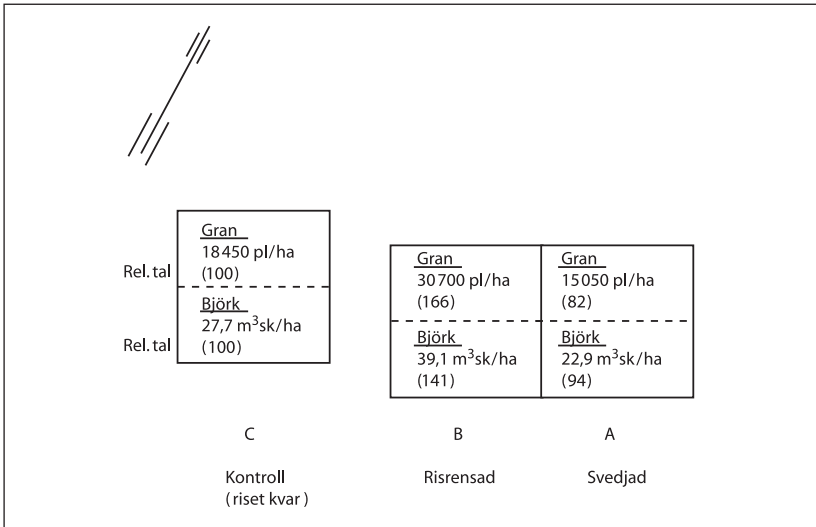 Gran
18450 pl/ha
Rel. tal
(100)
Björk
27,7 m³sk/ha
Rel. tal
(100)
Gran
30700 pl/ha
(166)
Björk
39,1 m³sk/ha
(141)
Gran
15050 pl/ha
(82)
Björk
22,9 m³sk/ha
(94)
C
B
A
Kontroll
(riset kvar)
Risrensad
Svedjad